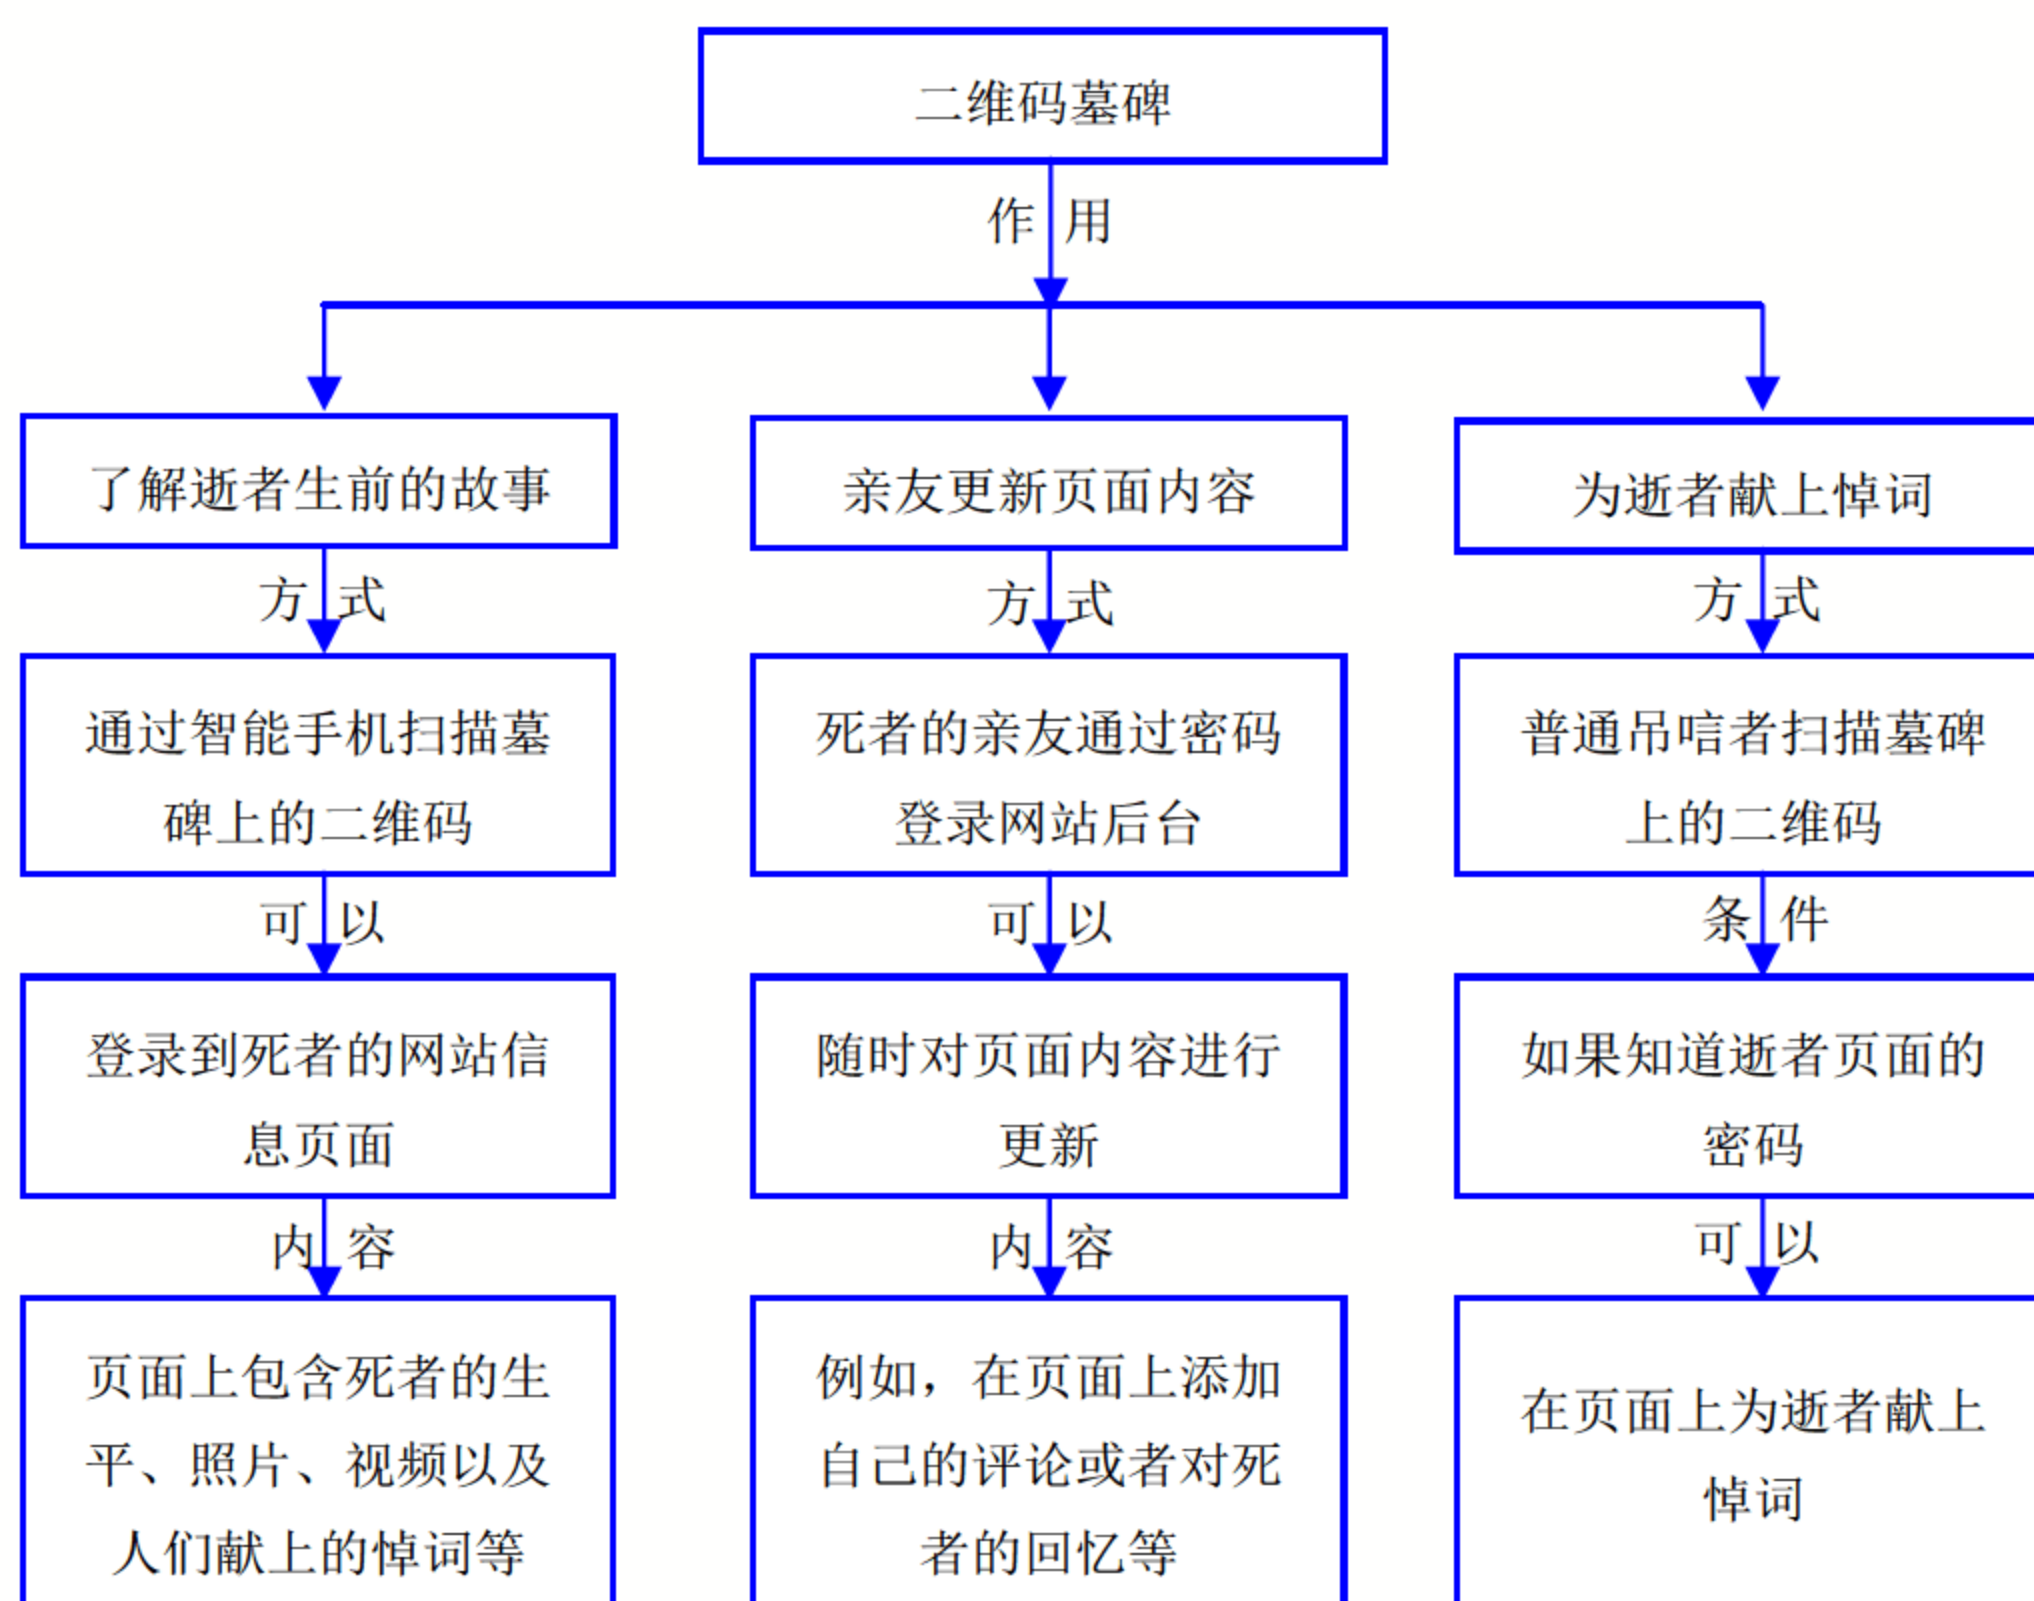 二维码墓碑
作用
了解逝者生前的故事
亲友更新页面内容
为逝者献上悼词
方式
方式
方式
通过智能手机扫描墓
碑上的二维码
死者的亲友通过密码
登录网站后台
普通吊唁者扫描墓碑
上的二维码
可以
可以
条件
登录到死者的网站信
息页面
随时对页面内容进行
更新
如果知道逝者页面的
密码
内容
内容
可以
页面上包含死者的生
平、照片、视频以及
人们献上的悼词等
例如，在页面上添加
自己的评论或者对死
者的回忆等
在页面上为逝者献上
悼词